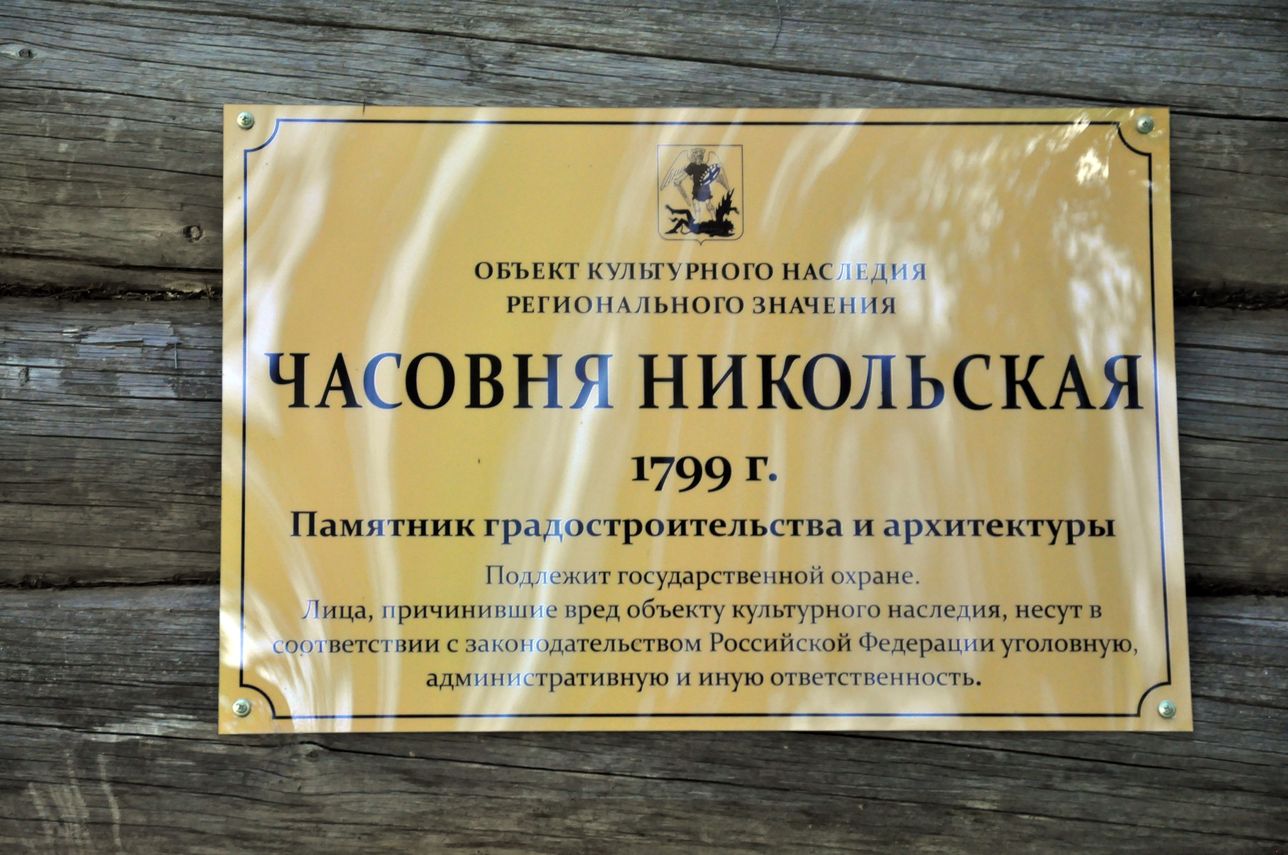 ОБЪЕКТ КУЛЬТУРНОГО НАСЛЕДИЯ
РЕГИОНАЛЬНОГО ЗНАЧЕНИЯ
ЧАСОВНЯ НИКОЛЬСКАЯ
1799 г.
Памятник градостроительства и архитектуры
Подлежит государственной охране.
Лица, причинившие вред объекту культурного наследия, несут в
соответствии с законодательством Российской Федерации уголовную,
административную и иную ответственность.